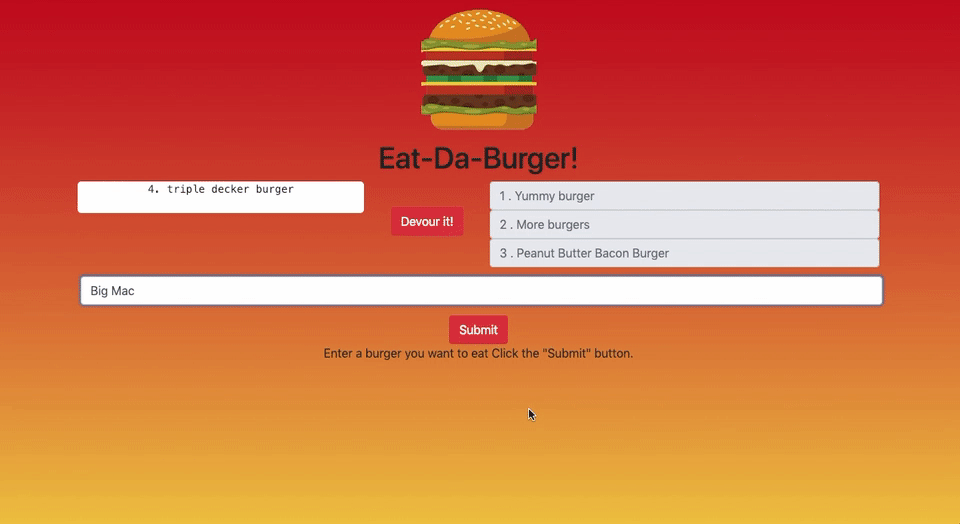 Eat-Da-Burger!
4. triple decker burger
Devour it!
1 . Yummy burger
2 . More burgers
3 . Peanut Butter Bacon Burger
Big Mac
Submit
Enter a burger you want to eat Click the "Submit" button.